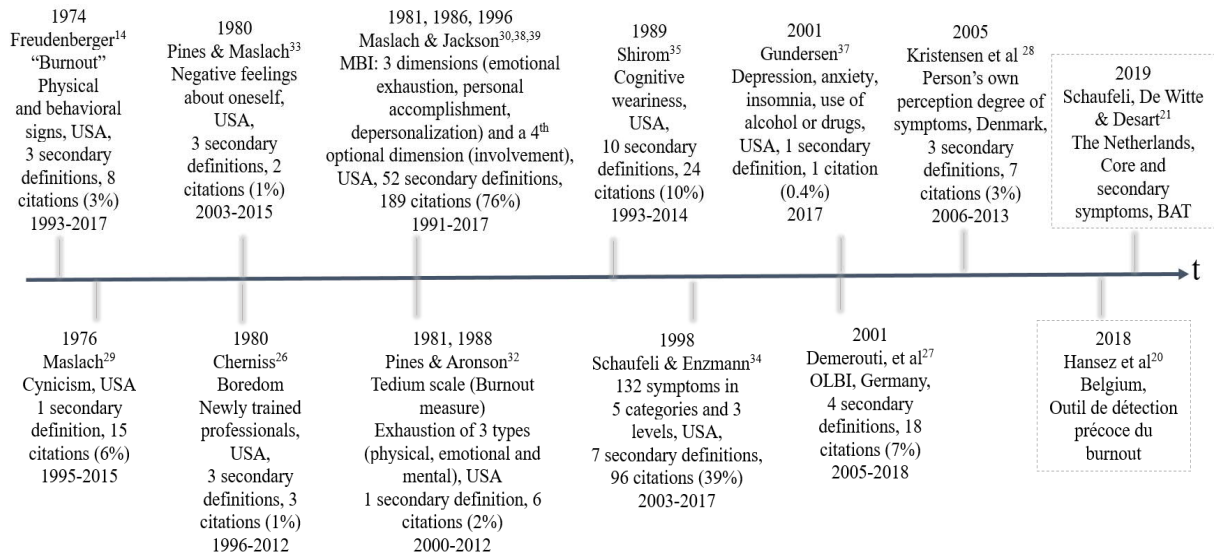 1974
Freudenberger¹⁴
“Burnout”
Physical
and behavioral
signs, USA,
3 secondary
definitions, 8
citations (3%)
1993-2017
1980
Pines & Maslach³³
Negative feelings
about oneself,
USA,
3 secondary
definitions, 2
citations (1%)
2003-2015
1981, 1986, 1996
Maslach & Jackson³⁰,³⁸,³⁹
MBI: 3 dimensions (emotional
exhaustion, personal
accomplishment,
depersonalization) and a 4ᵗʰ
optional dimension (involvement),
USA, 52 secondary definitions,
189 citations (76%)
1991-2017
1989
Shirom³⁵
Cognitive
weariness,
USA,
10 secondary
definitions, 24
citations (10%)
1993-2014
2001
Gundersen³⁷
Depression, anxiety,
insomnia, use of
alcohol or drugs,
USA, 1 secondary
definition, 1 citation
(0.4%)
2017
2005
Kristensen et al ²⁸
Person’s own
perception degree of
symptoms, Denmark,
3 secondary
definitions, 7
citations (3%)
2006-2013
2019
Schaufeli, De Witte
& Desart²¹
The Netherlands,
Core and
secondary
symptoms, BAT
t
1976
Maslach²⁹
Cynicism, USA
1 secondary
definition, 15
citations (6%)
1995-2015
1980
Cherniss²⁶
Boredom
Newly trained
professionals,
USA,
3 secondary
definitions, 3
citations (1%)
1996-2012
1981, 1988
Pines & Aronson³²
Tedium scale (Burnout
measure)
Exhaustion of 3 types
(physical, emotional and
mental), USA
1 secondary definition, 6
citations (2%)
2000-2012
1998
Schaufeli & Enzmann³⁴
132 symptoms in
5 categories and 3
levels, USA,
7 secondary definitions,
96 citations (39%)
2003-2017
2001
Demerouti, et al²⁷
OLBI, Germany,
4 secondary
definitions, 18
citations (7%)
2005-2018
2018
Hansez et al²⁰
Belgium,
Outil de détection
précoce du
burnout